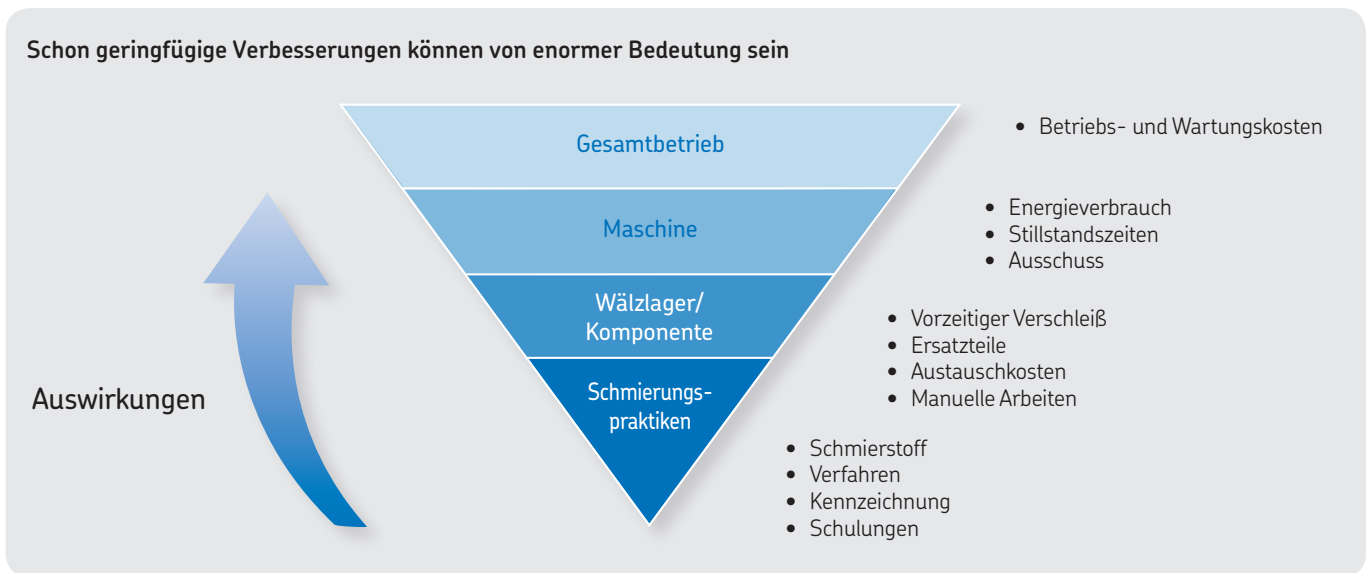 Schon geringfügige Verbesserungen können von enormer Bedeutung sein
Gesamtbetrieb
• Betriebs- und Wartungskosten
Maschine
• Energieverbrauch
• Stillstandszeiten
• Ausschuss
Wälzlager/
Komponente
• Vorzeitiger Verschleiß
• Ersatzteile
• Austauschkosten
• Manuelle Arbeiten
Auswirkungen
Schmierungs-
praktiken
• Schmierstoff
• Verfahren
• Kennzeichnung
• Schulungen